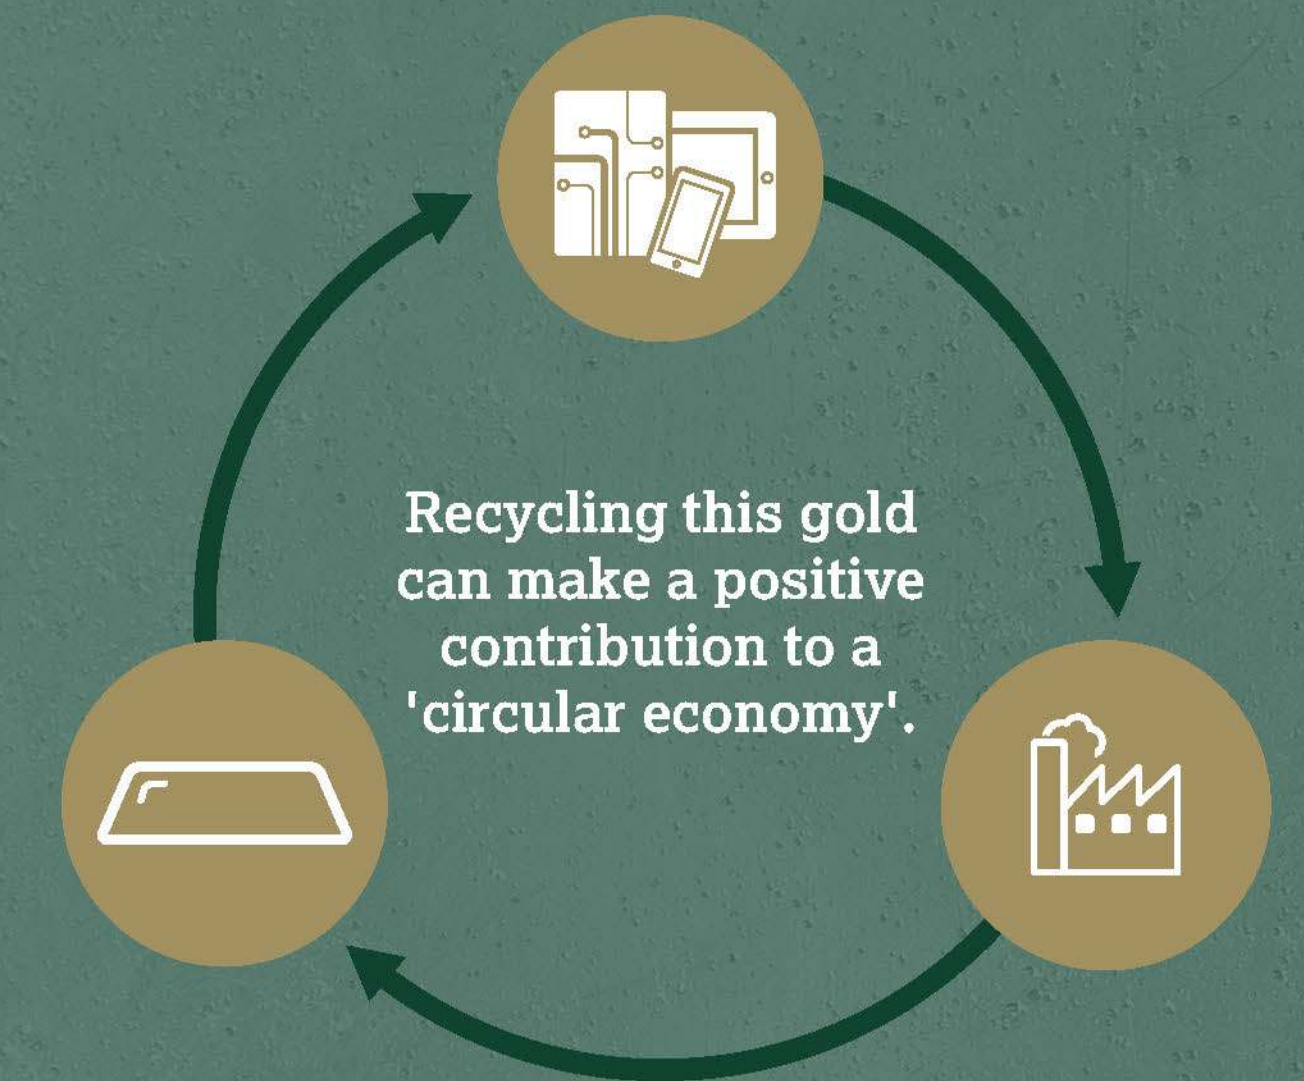 Recycling this gold
can make a positive
contribution to a
'circular economy'.